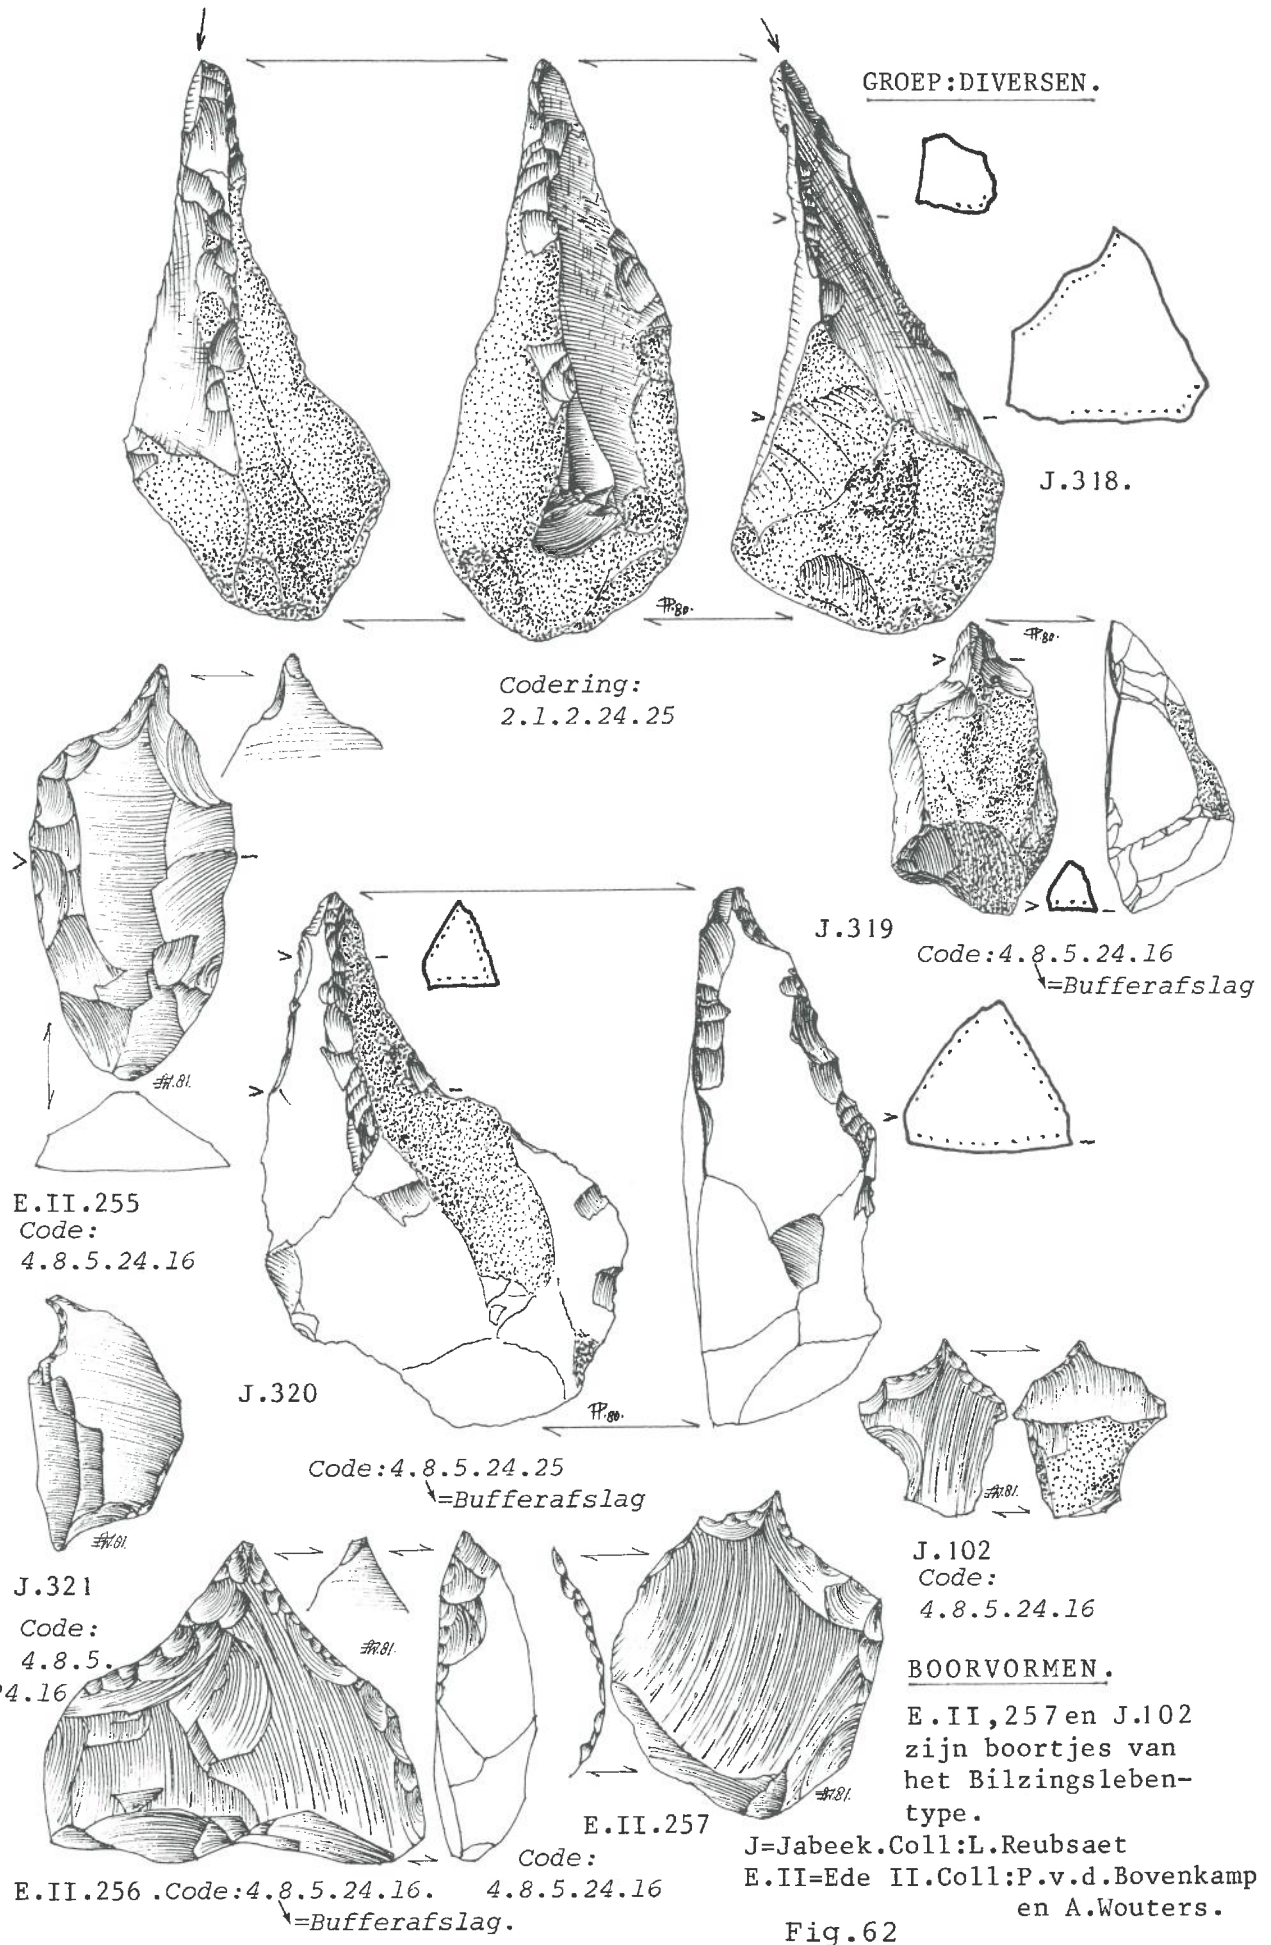 GROEP:DIVERSEN.
J.318.
Codering:
2.1.2.24.25
J.319
Code:4.8.5.24.16
=Bufferafslag
E.II.255
Code:
4.8.5.24.16
J.320
Code:4.8.5.24.25
=Bufferafslag
J.321
Code:
4.8.5.
24.16
J.102
Code:
4.8.5.24.16
BOORVORMEN.
E.II,257 en J.102
zijn boortjes van
het Bilzingsleben-
type.
E.II.257
Code:
4.8.5.24.16
J=Jabeek.Coll:L.Reubsaet
E.II=Ede II.Coll:P.v.d.Bovenkamp
en A.Wouters.
E.II.256.Code:4.8.5.24.16.
=Bufferafslag.
Fig.62